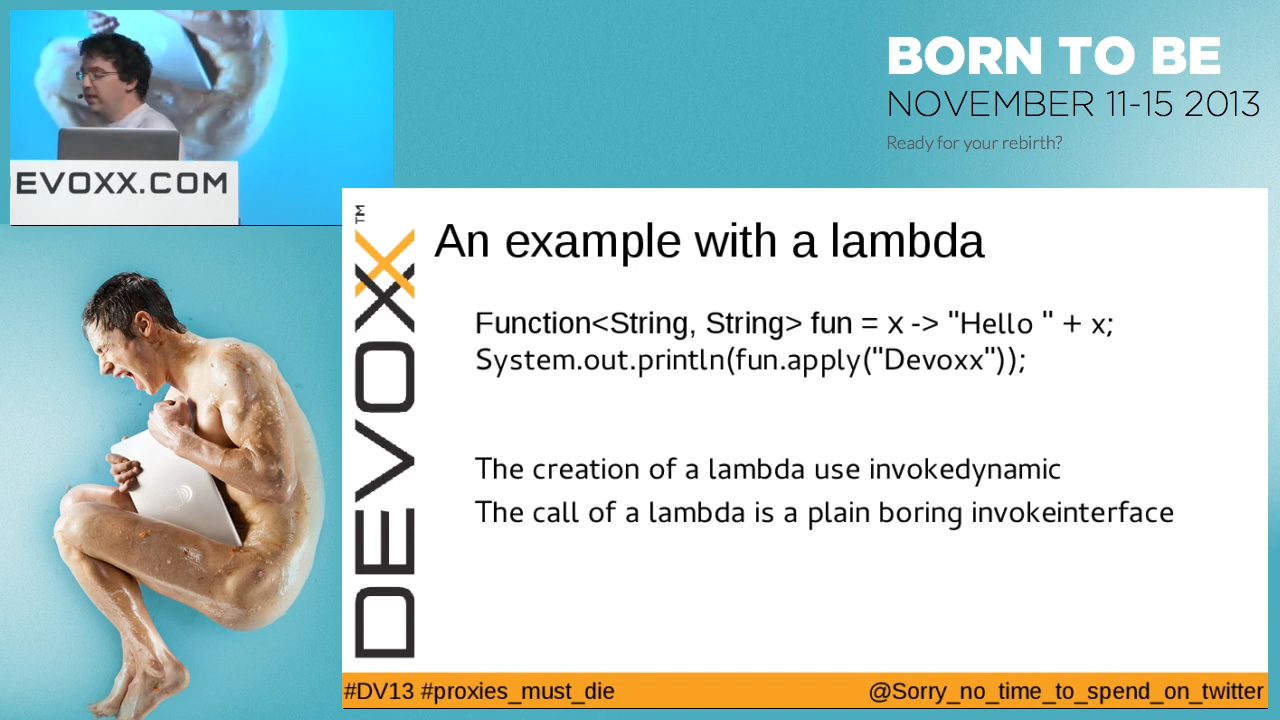 EVOXX.COM
BORN TO BE
NOVEMBER 11-15 2013
Ready for your rebirth?
DEVOXX™
An example with a lambda
Function<String, String> fun = x -> "Hello " + x;
System.out.println(fun.apply("Devoxx"));
The creation of a lambda use invokedynamic
The call of a lambda is a plain boring invokeinterface
#DV13 #proxies_must_die
@Sorry_no_time_to_spend_on_twitter